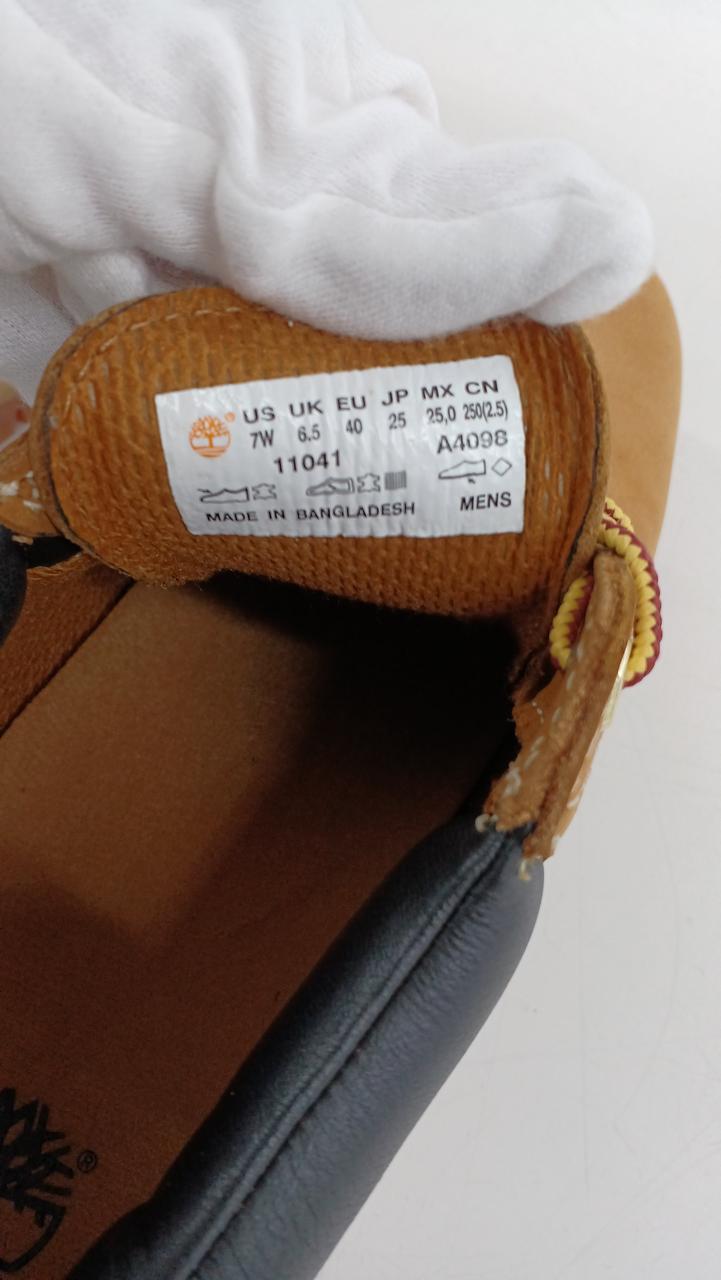 US UK EU JP MX CN
7W 6.5 40 25 25,0 250(2.5)
11041 A4098
MADE IN BANGLADESH MENS
®